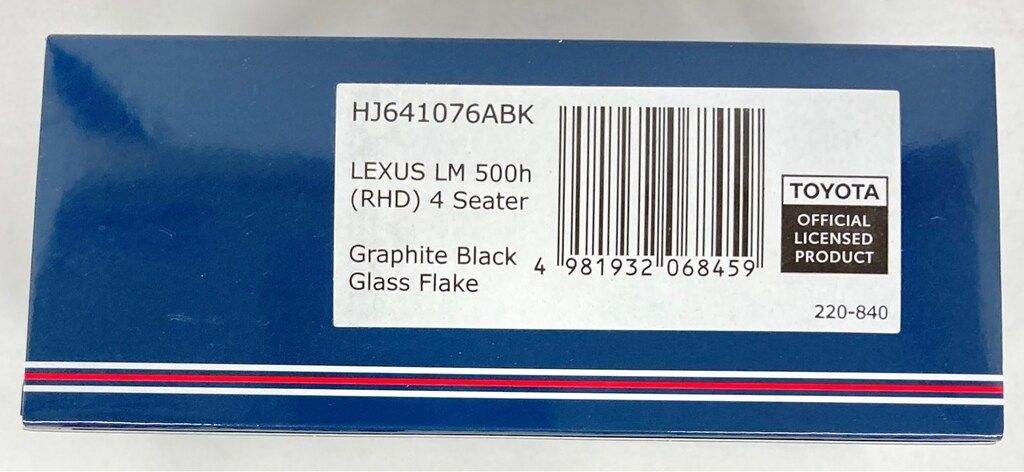 HJ641076ABK
LEXUS LM 500h
(RHD) 4 Seater
Graphite Black
Glass Flake
4 981932 068459
TOYOTA
OFFICIAL
LICENSED
PRODUCT
220-840